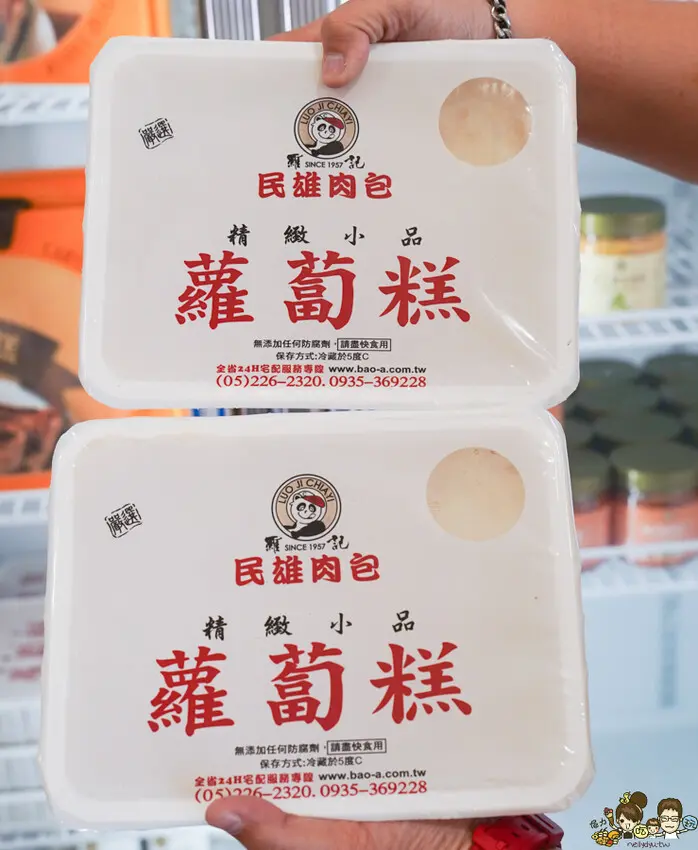 LUO JI CHIAYI
嚴選
羅 SINCE 1957 記
民雄肉包
精緻小品
蘿蔔糕
無添加任何防腐劑,請盡快食用
保存方式:冷藏於5度C
全省24H宅配服務專線 www.bao-a.com.tw
(05)226-2320. 0935-369228
LUO JI CHIAYI
嚴選
羅 SINCE 1957 記
民雄肉包
精緻小品
蘿蔔糕
無添加任何防腐劑,請盡快食用
保存方式:冷藏於5度C
全省24H宅配服務專線 www.bao-a.com.tw
(05)226-2320. 0935-369228
nellydyu.tw